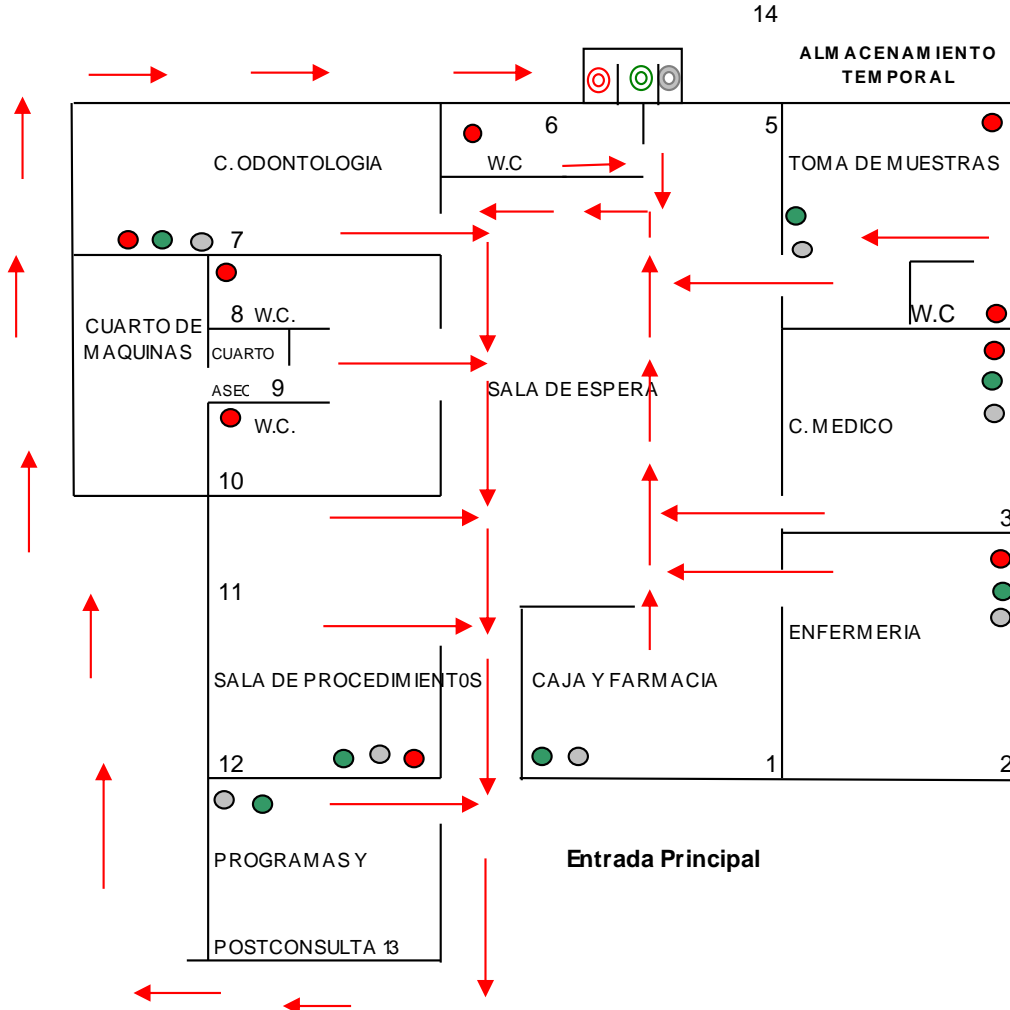 14
ALMACENAMIENTO
TEMPORAL
6
5
C. ODONTOLOGIA
W.C
TOMA DE MUESTRAS
7
8 W.C.
W.C
CUARTO DE
MAQUINAS
CUARTO
ASEC 9
SALA DE ESPERA
W.C.
C. MEDICO
10
3
11
ENFERMERIA
SALA DE PROCEDIMIENT0S
CAJA Y FARMACIA
12
1
2
PROGRAMAS Y
Entrada Principal
POSTCONSULTA 13